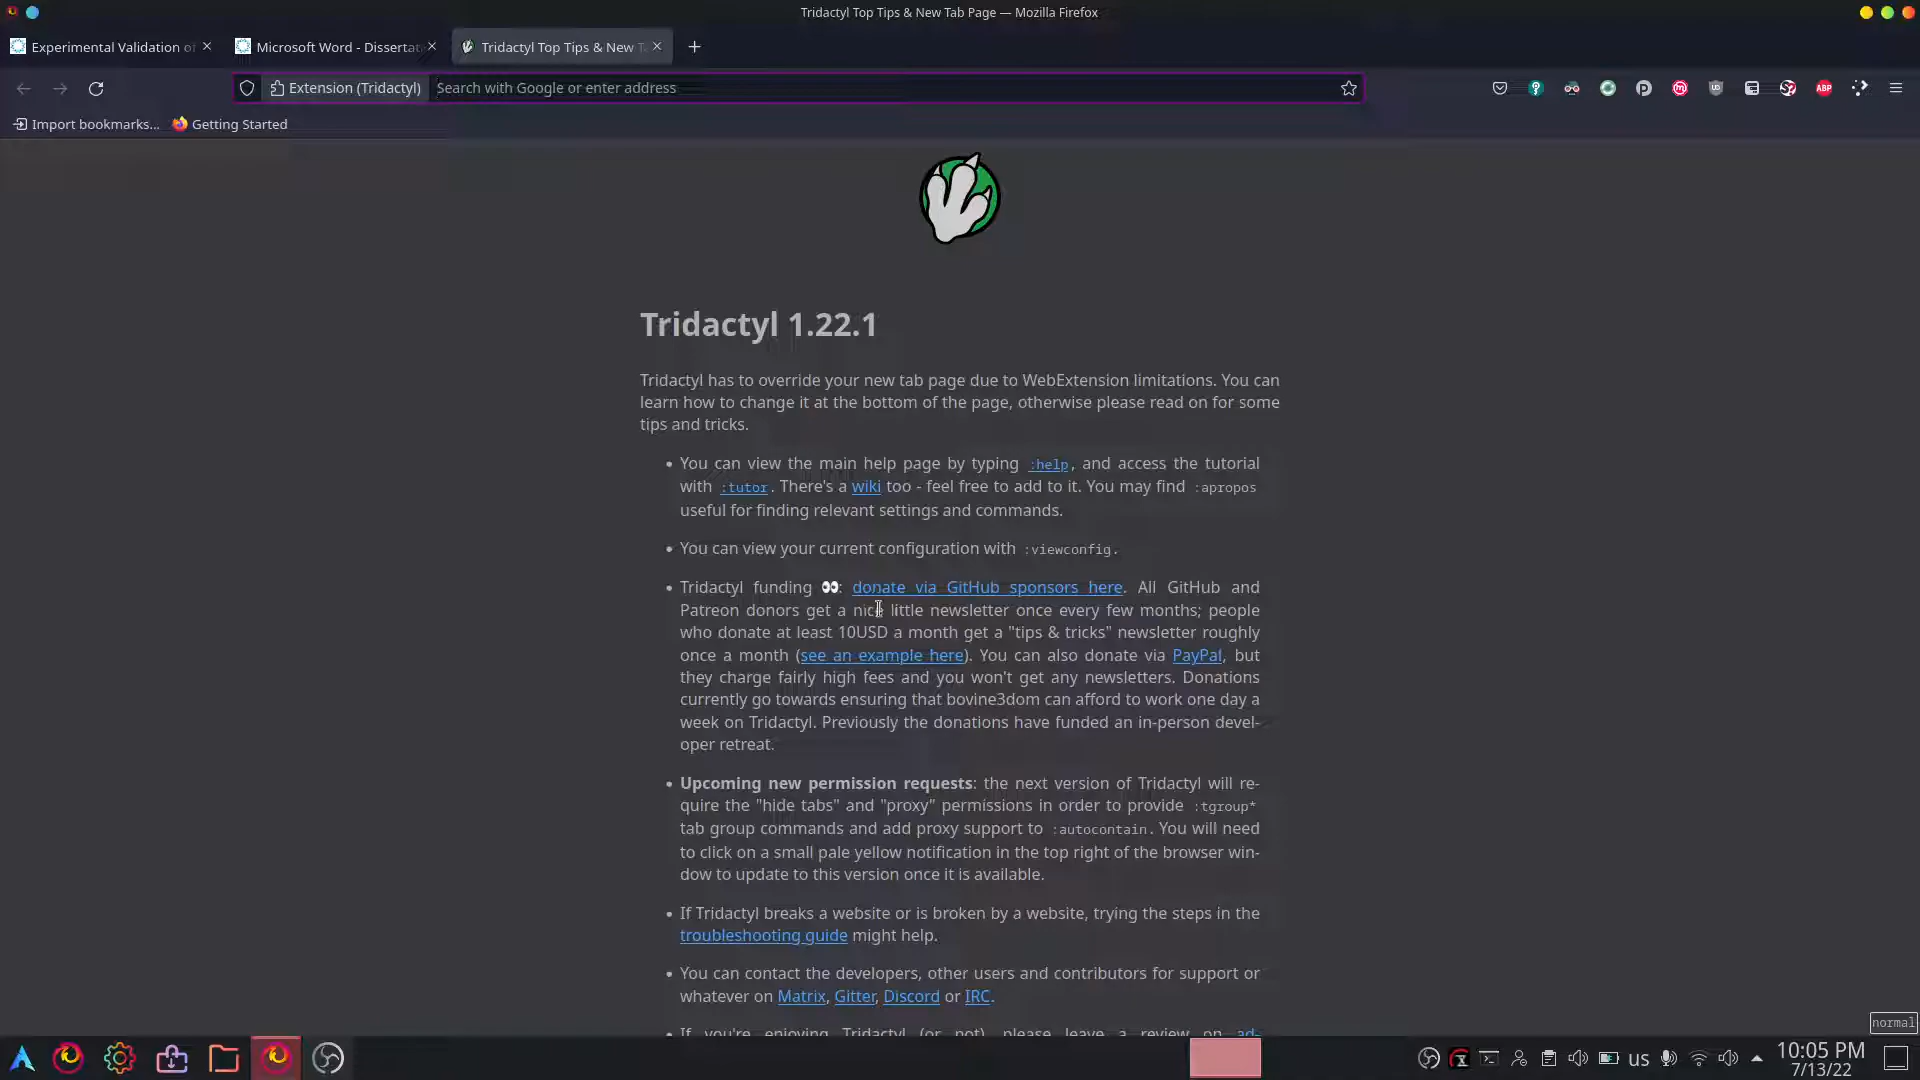 Tridactyl Top Tips & New Tab Page — Mozilla Firefox
Experimental Validation of
Microsoft Word - Dissertat
Tridactyl Top Tips & New T
Extension (Tridactyl)
Search with Google or enter address
ABP
Import bookmarks...
Getting Started
Tridactyl 1.22.1
Tridactyl has to override your new tab page due to WebExtension limitations. You can
learn how to change it at the bottom of the page, otherwise please read on for some
tips and tricks.
• You can view the main help page by typing :help, and access the tutorial
with :tutor. There's a wiki too - feel free to add to it. You may find :apropos
useful for finding relevant settings and commands.
• You can view your current configuration with :viewconfig.
• Tridactyl funding 👀: donate via GitHub sponsors here. All GitHub and
Patreon donors get a nice little newsletter once every few months; people
who donate at least 10USD a month get a "tips & tricks" newsletter roughly
once a month (see an example here). You can also donate via PayPal, but
they charge fairly high fees and you won't get any newsletters. Donations
currently go towards ensuring that bovine3dom can afford to work one day a
week on Tridactyl. Previously the donations have funded an in-person devel-
oper retreat.
• Upcoming new permission requests: the next version of Tridactyl will re-
quire the "hide tabs" and "proxy" permissions in order to provide :tgroup*
tab group commands and add proxy support to :autocontain. You will need
to click on a small pale yellow notification in the top right of the browser win-
dow to update to this version once it is available.
• If Tridactyl breaks a website or is broken by a website, trying the steps in the
troubleshooting guide might help.
• You can contact the developers, other users and contributors for support or
whatever on Matrix, Gitter, Discord or IRC.
• If you're enjoying Tridactyl (or not), please leave a review on ad-
normal
us
10:05 PM
7/13/22